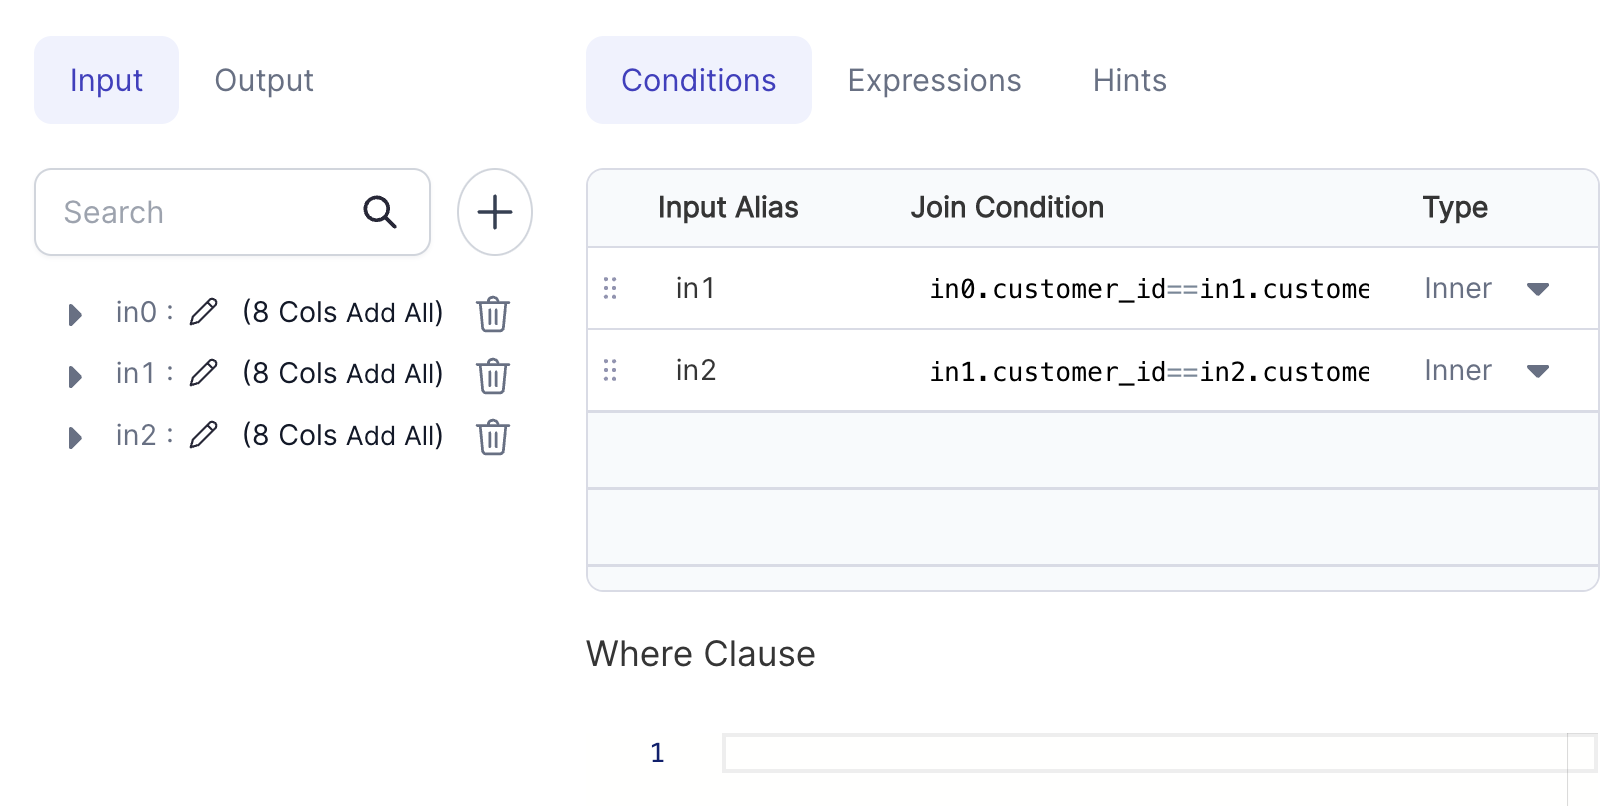 Input Output
Conditions Expressions Hints
Search
in0 : (8 Cols Add All)
in1 : (8 Cols Add All)
in2 : (8 Cols Add All)
Input Alias Join Condition Type
in1 in0.customer_id==in1.custome Inner
in2 in1.customer_id==in2.custome Inner
Where Clause
1